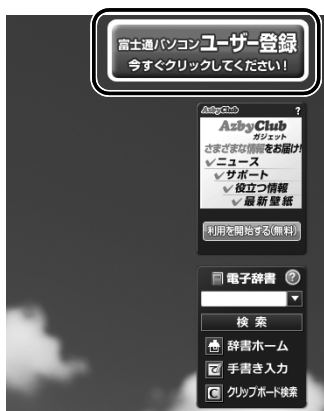 富士通パソコンユーザー登録
今すぐクリックしてください!
AzbyClub ?
AzbyClub
ガジェット
さまざまな情報をお届け!
✓ニュース
✓サポート
✓役立つ情報
✓最新壁紙
利用を開始する(無料)
電子辞書 ?
検索
辞書ホーム
手書き入力
C クリップボード検索